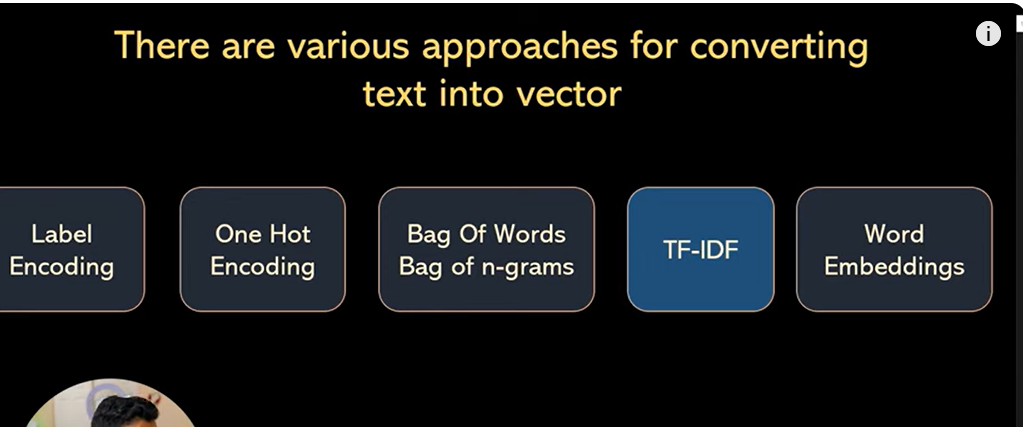 There are various approaches for converting
text into vector
Label
Encoding
One Hot
Encoding
Bag Of Words
Bag of n-grams
TF-IDF
Word
Embeddings